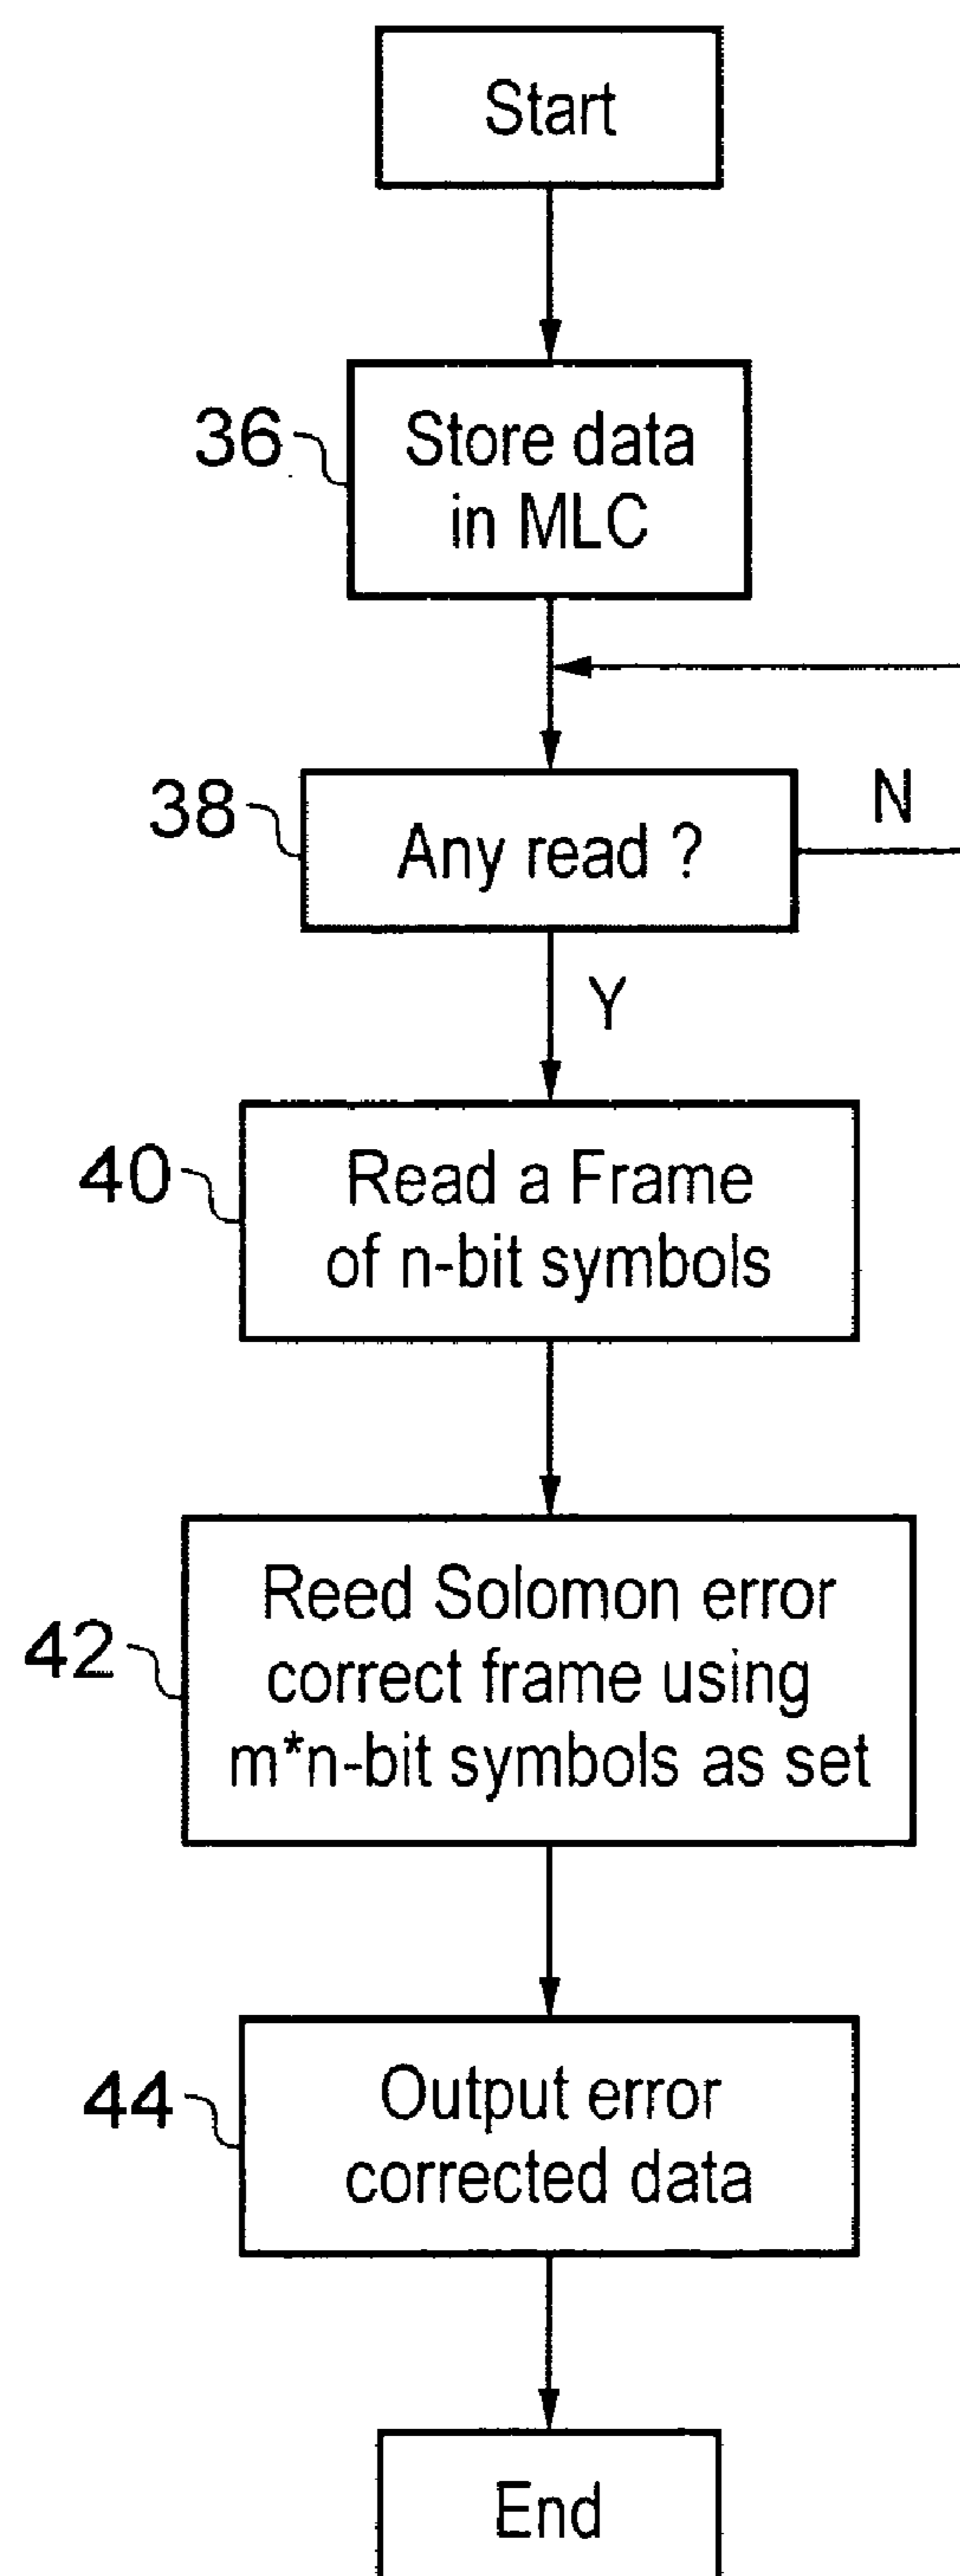 Start
36
Store data
in MLC
38
Any read ?
N
Y
40
Read a Frame
of n-bit symbols
42
Reed Solomon error
correct frame using
m*n-bit symbols as set
44
Output error
corrected data
End